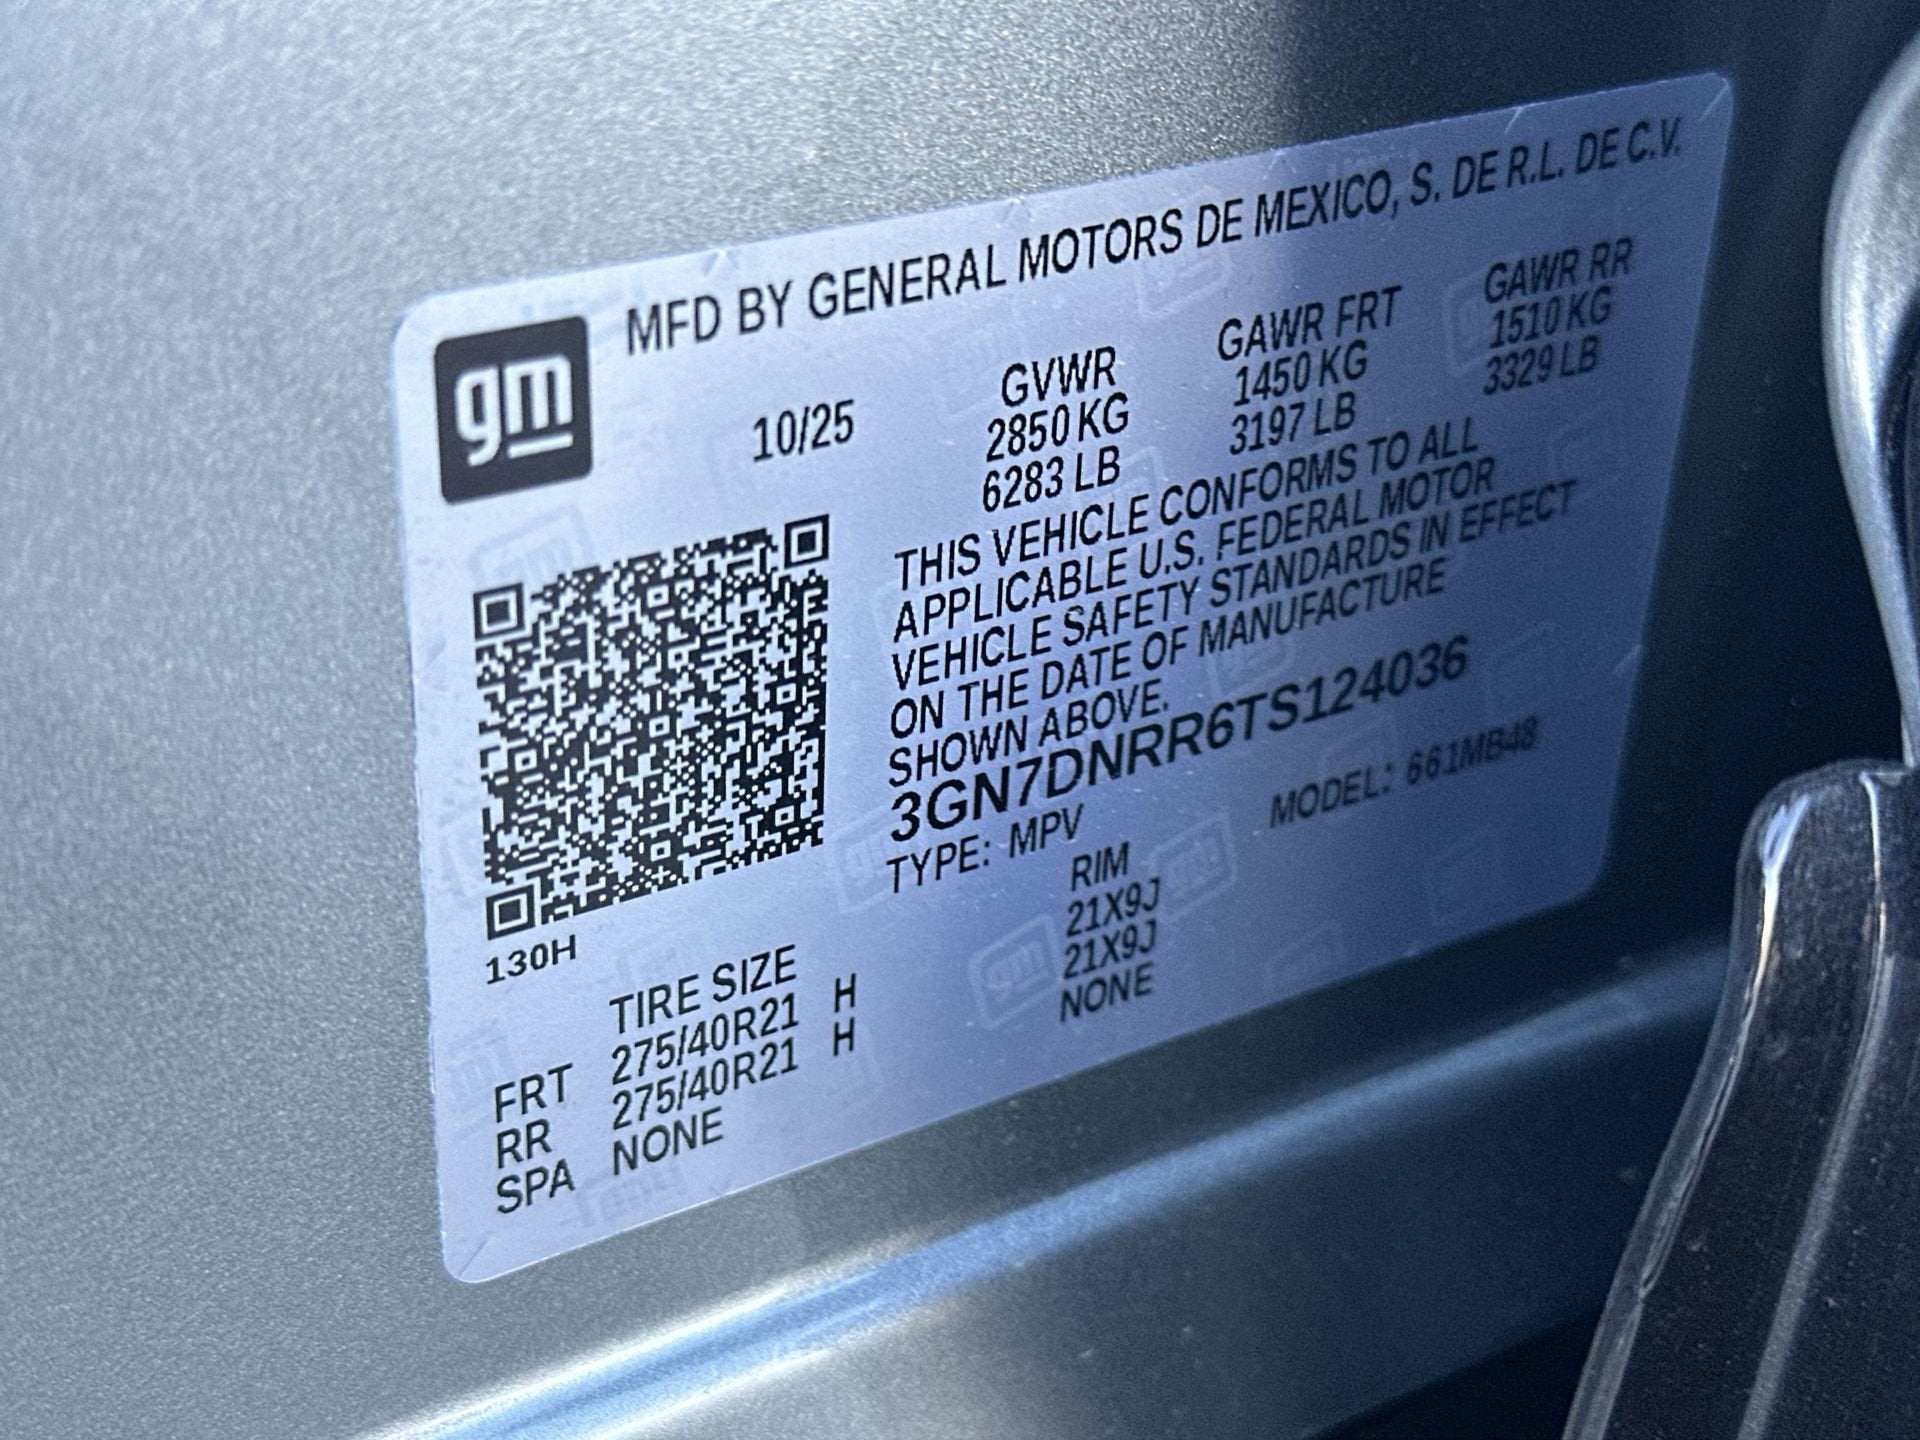 gm
MFD BY GENERAL MOTORS DE MEXICO, S. DE R.L. DE C.V.
10/25
GVWR GAWR FRT GAWR RR
2850 KG 1450 KG 1510 KG
6283 LB 3197 LB 3329 LB
THIS VEHICLE CONFORMS TO ALL
APPLICABLE U.S. FEDERAL MOTOR
VEHICLE SAFETY STANDARDS IN EFFECT
ON THE DATE OF MANUFACTURE
SHOWN ABOVE.
3GN7DNRR6TS124036
TYPE: MPV MODEL: 661MB48
130H
TIRE SIZE RIM
FRT 275/40R21 H 21X9J
RR 275/40R21 H 21X9J
SPA NONE NONE